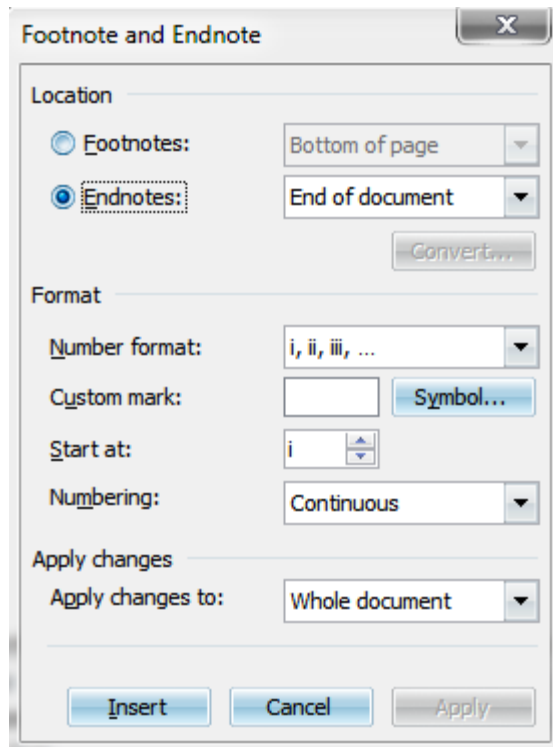 Footnote and Endnote
Location
Footnotes: Bottom of page
Endnotes: End of document
Convert...
Format
Number format: i, ii, iii, ...
Custom mark: Symbol...
Start at: i
Numbering: Continuous
Apply changes
Apply changes to: Whole document
Insert Cancel Apply